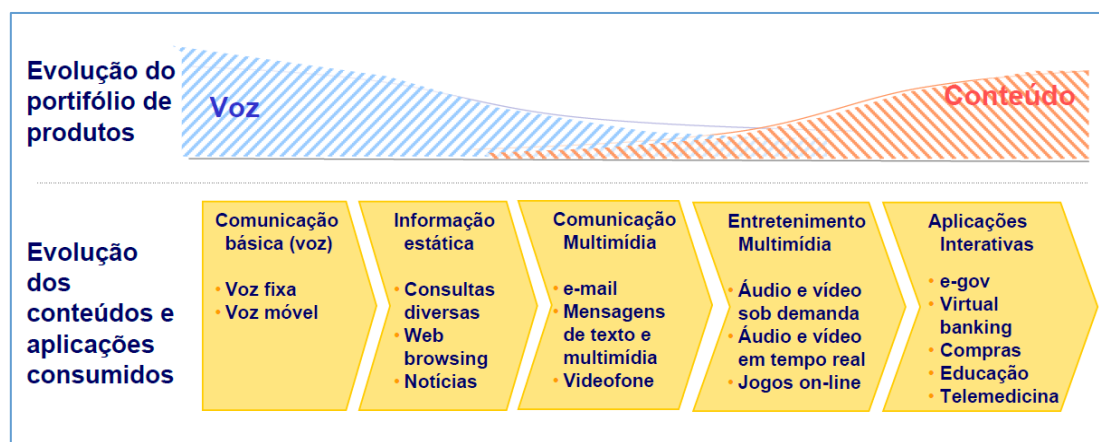 Evolução do
portifólio de
produtos
Voz
Conteúdo
Evolução
dos
conteúdos e
aplicações
consumidos
Comunicação
básica (voz)
• Voz fixa
• Voz móvel
Informação
estática
• Consultas
diversas
• Web
browsing
• Notícias
Comunicação
Multimídia
• e-mail
• Mensagens
de texto e
multimídia
• Videofone
Entretenimento
Multimídia
• Áudio e vídeo
sob demanda
• Áudio e vídeo
em tempo real
• Jogos on-line
Aplicações
Interativas
• e-gov
• Virtual
banking
• Compras
• Educação
• Telemedicina